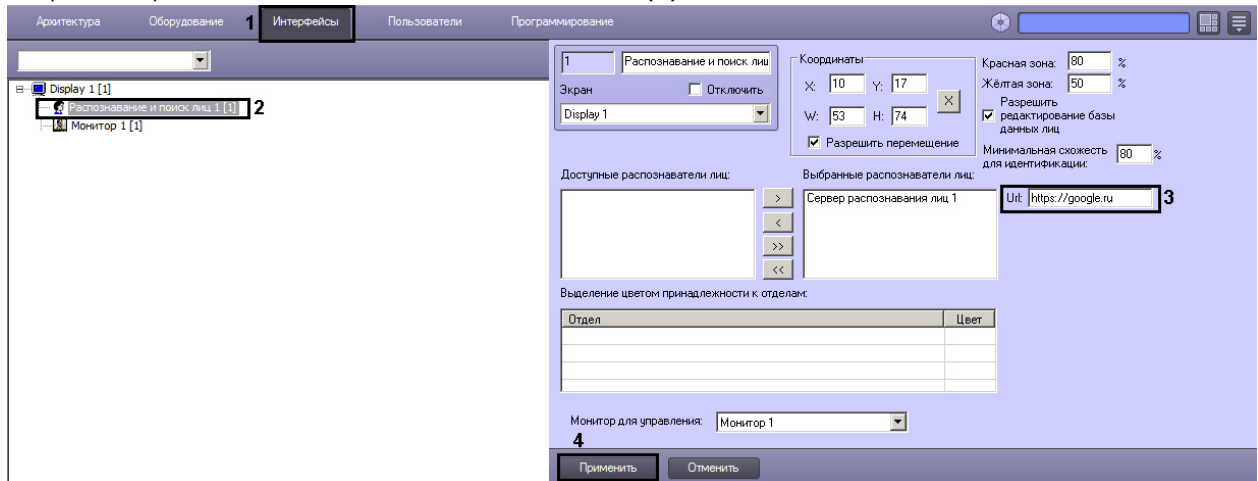 Архитектура Оборудование 1 Интерфейсы Пользователи Программирование
Display 1 [1]
Распознавание и поиск лиц 1 [1] 2
Монитор 1 [1]
1 Распознавание и поиск лиц
Экран Отключить
Display 1
Координаты
X: 10 Y: 17
X
W: 53 H: 74
Разрешить перемещение
Красная зона: 80 %
Жёлтая зона: 50 %
Разрешить
редактирование базы
данных лиц
Минимальная схожесть
для идентификации: 80 %
Доступные распознаватели лиц:
Выбранные распознаватели лиц:
>
<
>>
<<
Сервер распознавания лиц 1
Url: https://google.ru 3
Выделение цветом принадлежности к отделам:
Отдел Цвет
Монитор для управления: Монитор 1
4
Применить Отменить